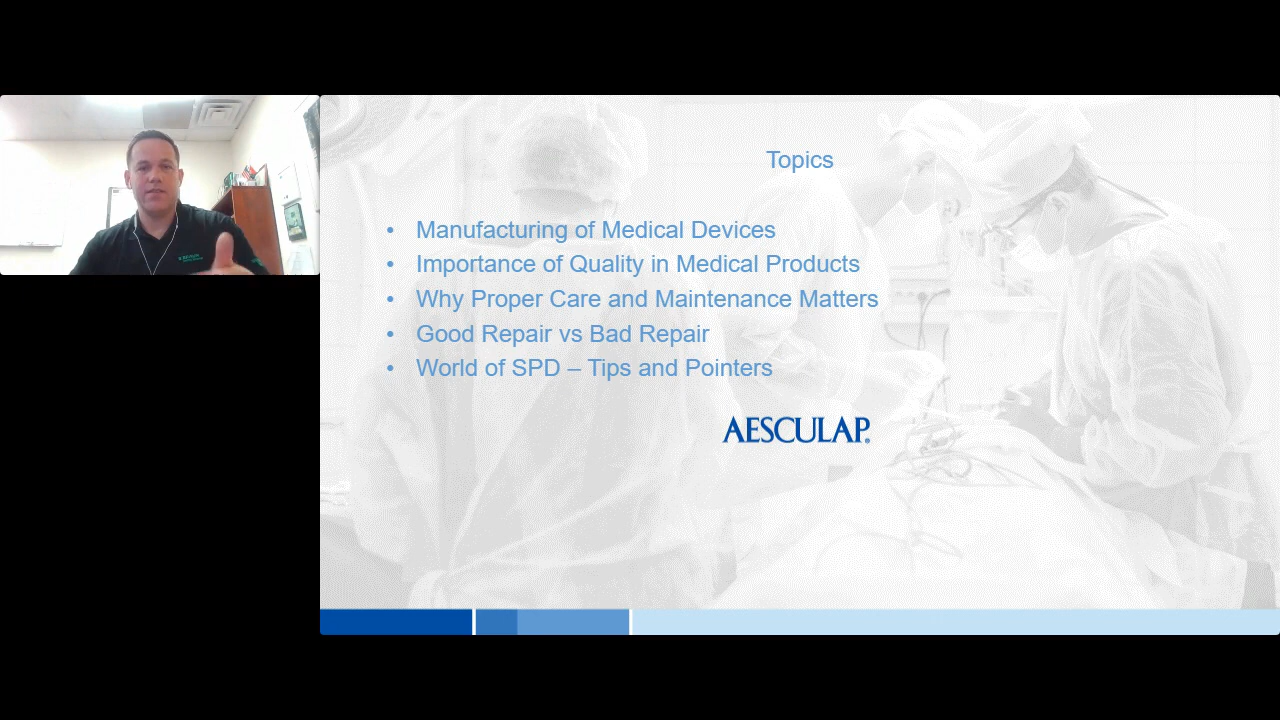 Topics
• Manufacturing of Medical Devices
• Importance of Quality in Medical Products
• Why Proper Care and Maintenance Matters
• Good Repair vs Bad Repair
• World of SPD – Tips and Pointers
AESCULAP®